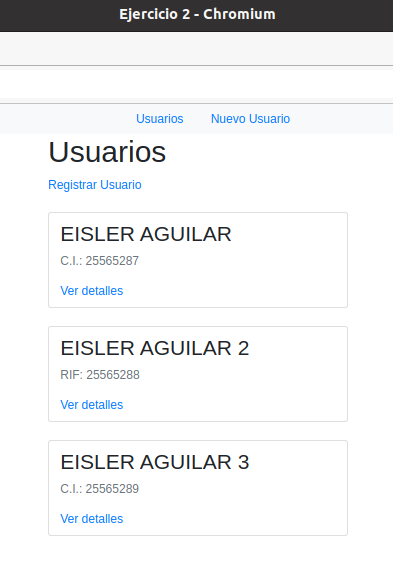 Ejercicio 2 - Chromium
Usuarios Nuevo Usuario
Usuarios
Registrar Usuario
EISLER AGUILAR
C.I.: 25565287
Ver detalles
EISLER AGUILAR 2
RIF: 25565288
Ver detalles
EISLER AGUILAR 3
C.I.: 25565289
Ver detalles